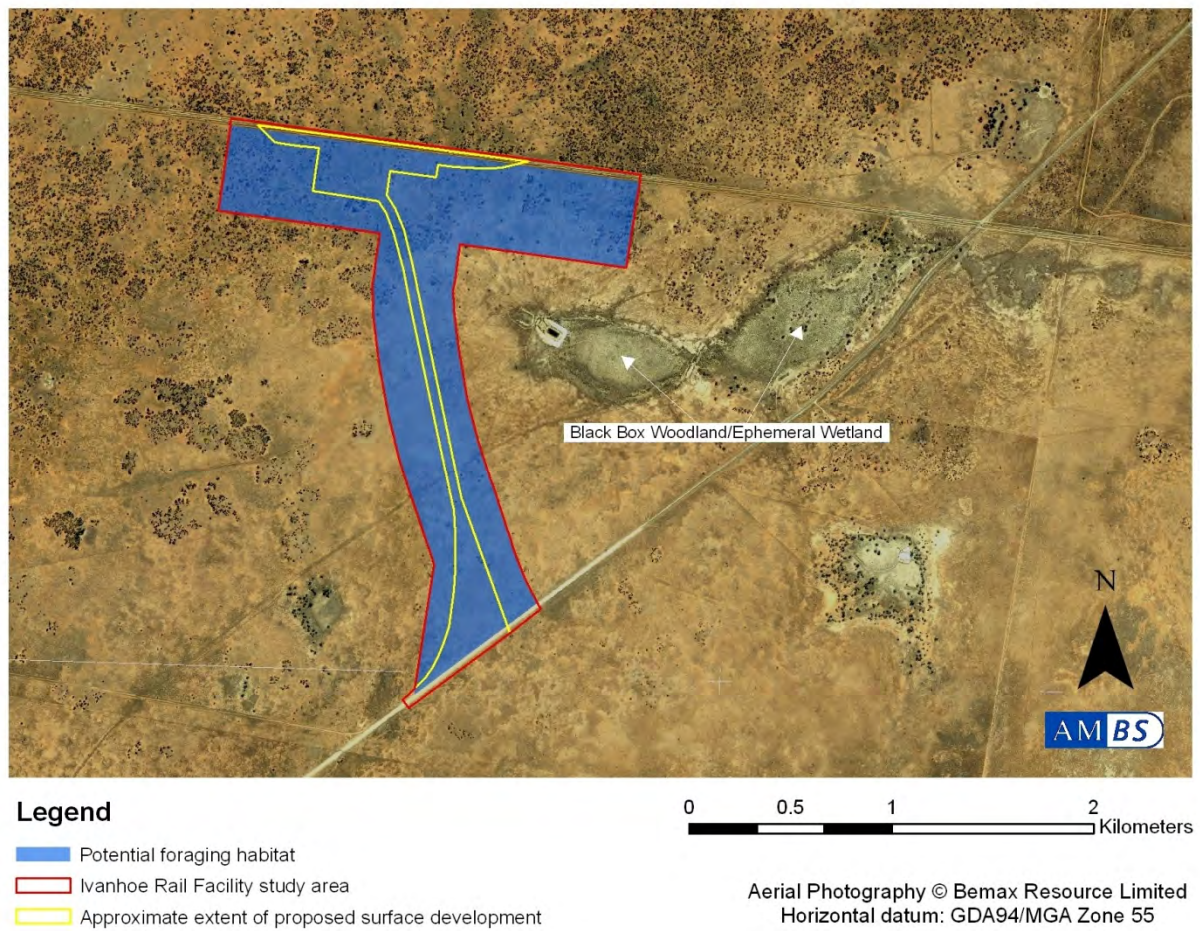 Black Box Woodland/Ephemeral Wetland
N
AMBS
Legend
Potential foraging habitat
Ivanhoe Rail Facility study area
Approximate extent of proposed surface development
0 0.5 1 2
Kilometers
Aerial Photography © Bemax Resource Limited
Horizontal datum: GDA94/MGA Zone 55